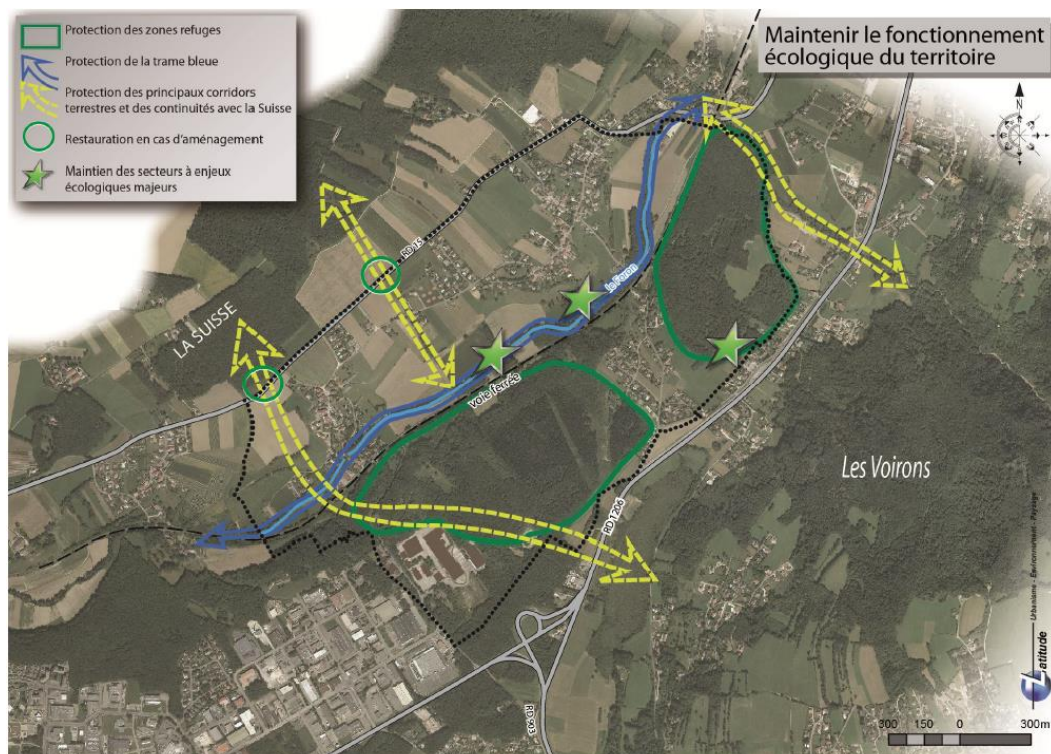 Protection des zones refuges
Protection de la trame bleue
Protection des principaux corridors
terrestres et des continuités avec la Suisse
Restauration en cas d'aménagement
Maintien des secteurs à enjeux
écologiques majeurs
Maintenir le fonctionnement
écologique du territoire
N
RD 15
le Foron
LA SUISSE
voie ferrée
Les Voirons
RD 1206
RD 903
Urbanisme - Environnement - Paysage
Latitude
300 150 0 300m